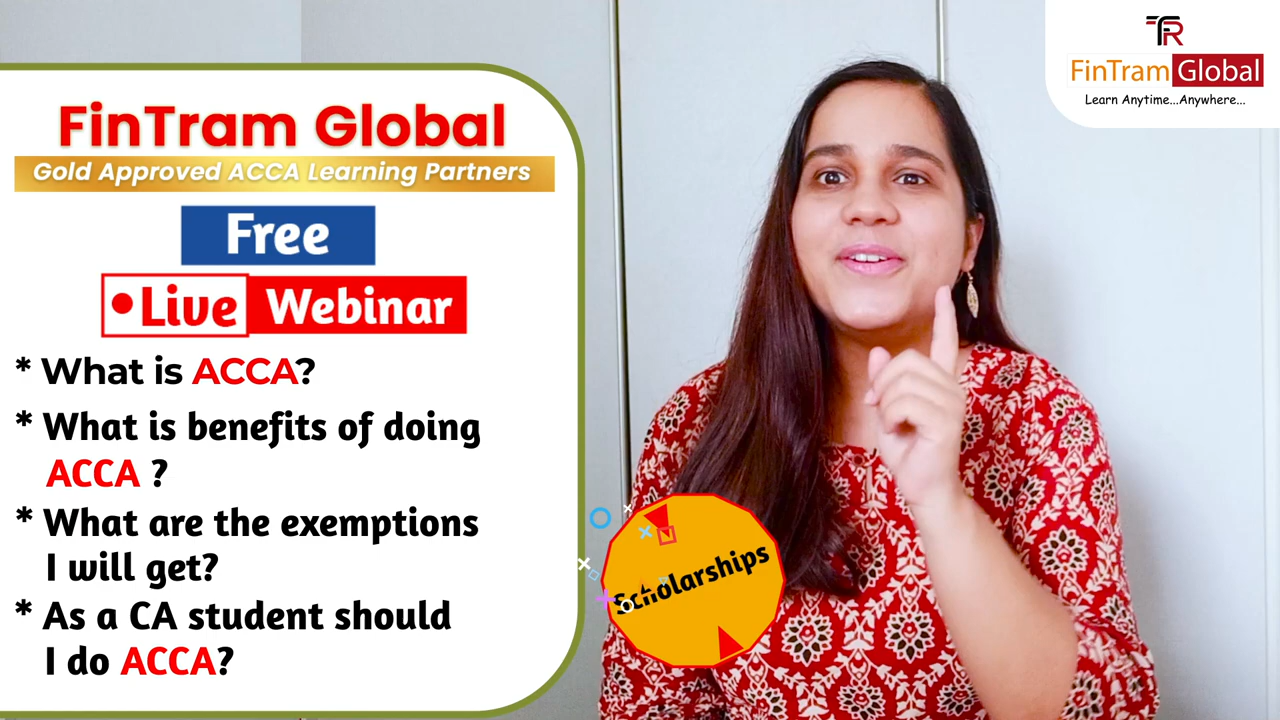 FinTram Global
Gold Approved ACCA Learning Partners
Free
Live Webinar
* What is ACCA?
* What is benefits of doing
ACCA ?
* What are the exemptions
I will get?
* As a CA student should
I do ACCA?
Scholarships
FR
FinTram Global
Learn Anytime...Anywhere...